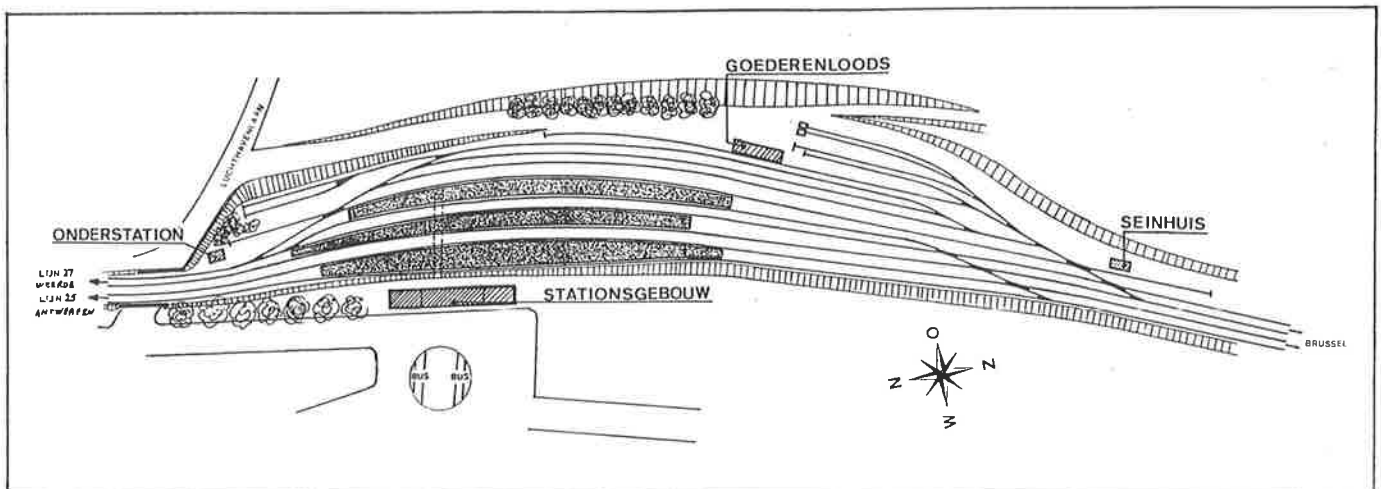 GOEDERENLOODS
LUCHTHAVENLAAN
ONDERSTATION
SEINHUIS
LIJN 27
WEERDE
LIJN 25
ANTWERPEN
STATIONSGEBOUW
BRUSSEL
BUS BUS
O
N Z
W